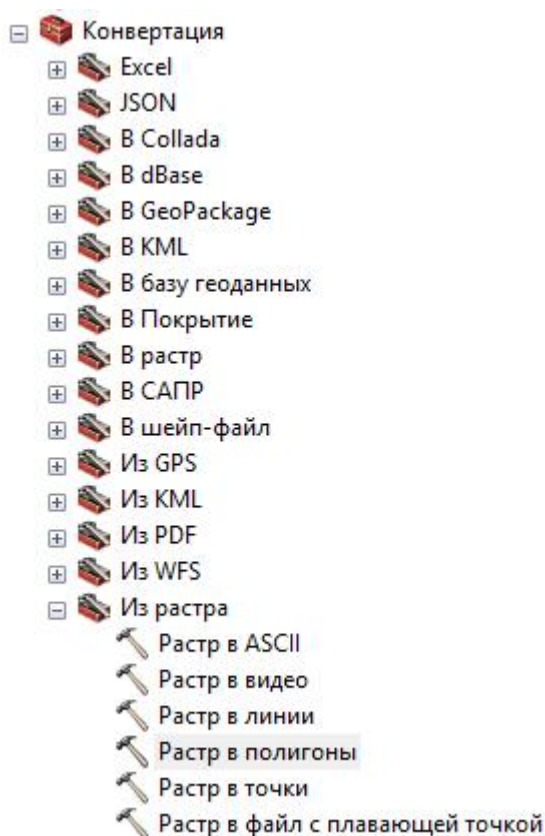 Конвертация
Excel
JSON
В Collada
В dBase
В GeoPackage
В KML
В базу геоданных
В Покрытие
В растр
В САПР
В шейп-файл
Из GPS
Из KML
Из PDF
Из WFS
Из растра
Растр в ASCII
Растр в видео
Растр в линии
Растр в полигоны
Растр в точки
Растр в файл с плавающей точкой